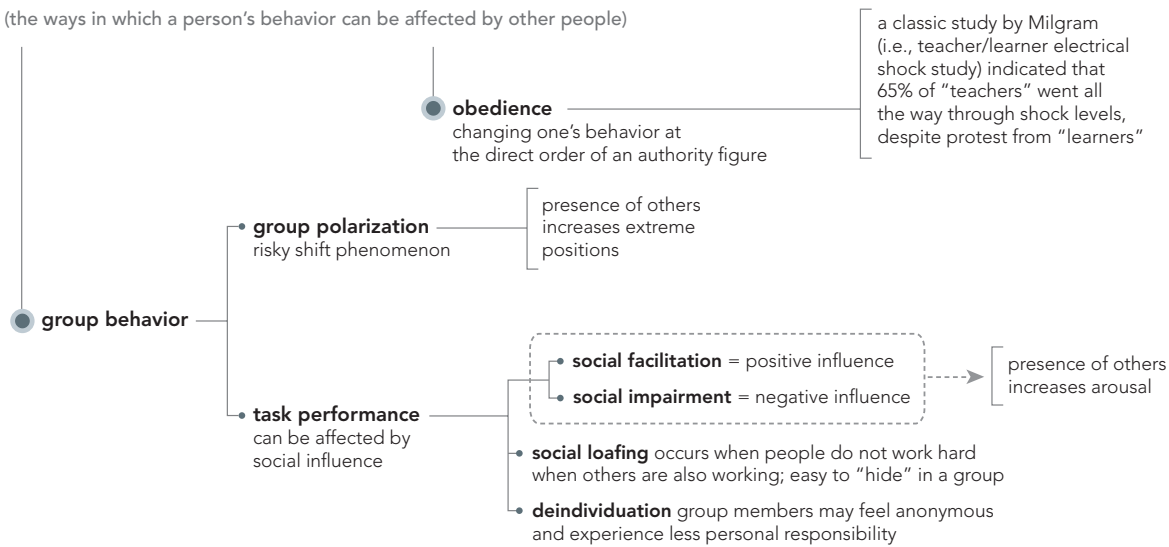 (the ways in which a person’s behavior can be affected by other people)
a classic study by Milgram
(i.e., teacher/learner electrical
shock study) indicated that
65% of “teachers” went all
the way through shock levels,
despite protest from “learners”
obedience
changing one’s behavior at
the direct order of an authority figure
group polarization
risky shift phenomenon
presence of others
increases extreme
positions
group behavior
social facilitation = positive influence
social impairment = negative influence
presence of others
increases arousal
task performance
can be affected by
social influence
social loafing occurs when people do not work hard
when others are also working; easy to “hide” in a group
deindividuation group members may feel anonymous
and experience less personal responsibility